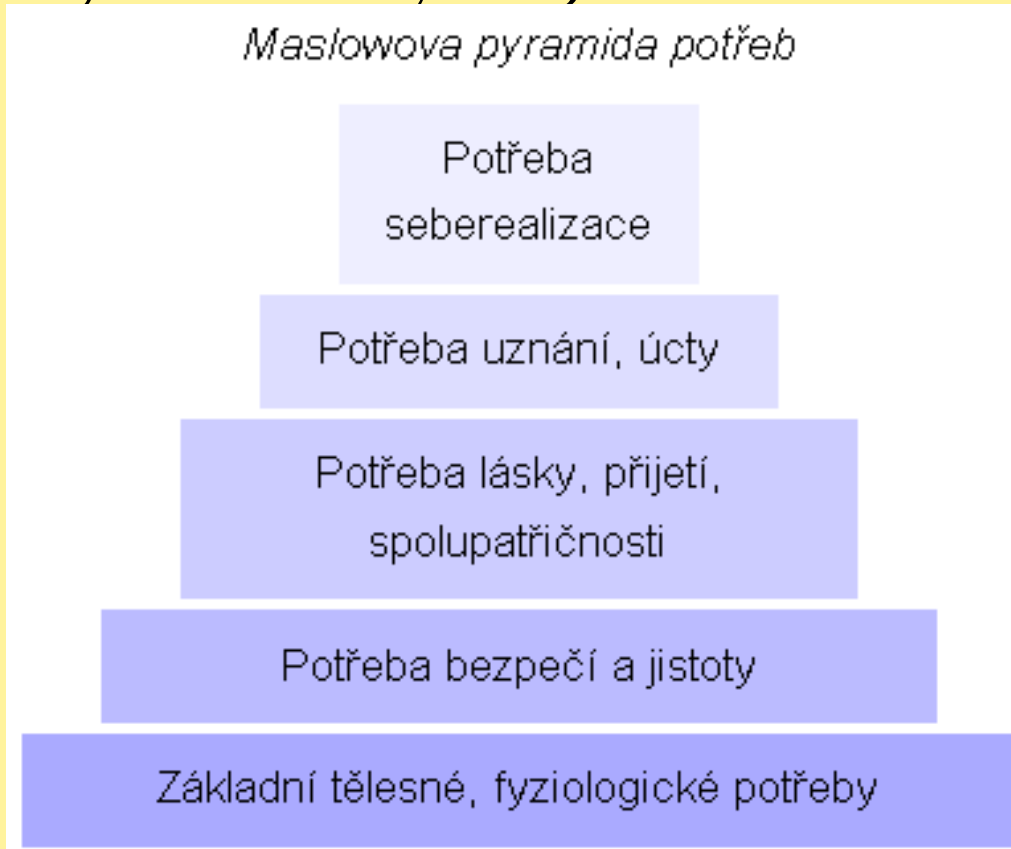 Maslowova pyramida potřeb
Potřeba
seberealizace
Potřeba uznání, úcty
Potřeba lásky, přijetí,
spolupatřičnosti
Potřeba bezpečí a jistoty
Základní tělesné, fyziologické potřeby